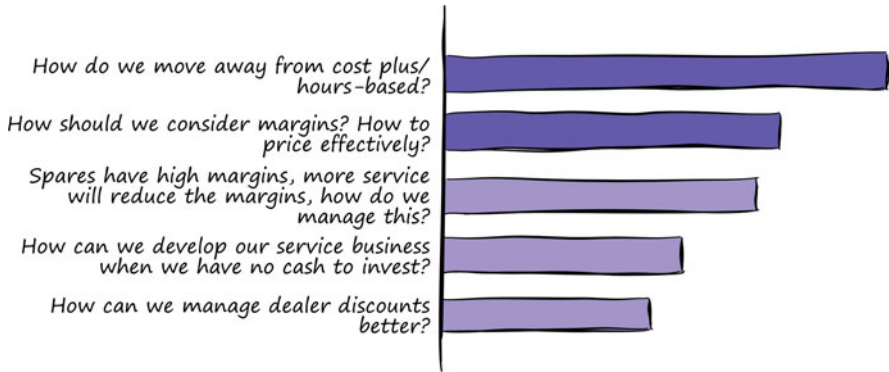 How do we move away from cost plus/
hours-based?
How should we consider margins? How to
price effectively?
Spares have high margins, more service
will reduce the margins, how do we
manage this?
How can we develop our service business
when we have no cash to invest?
How can we manage dealer discounts
better?